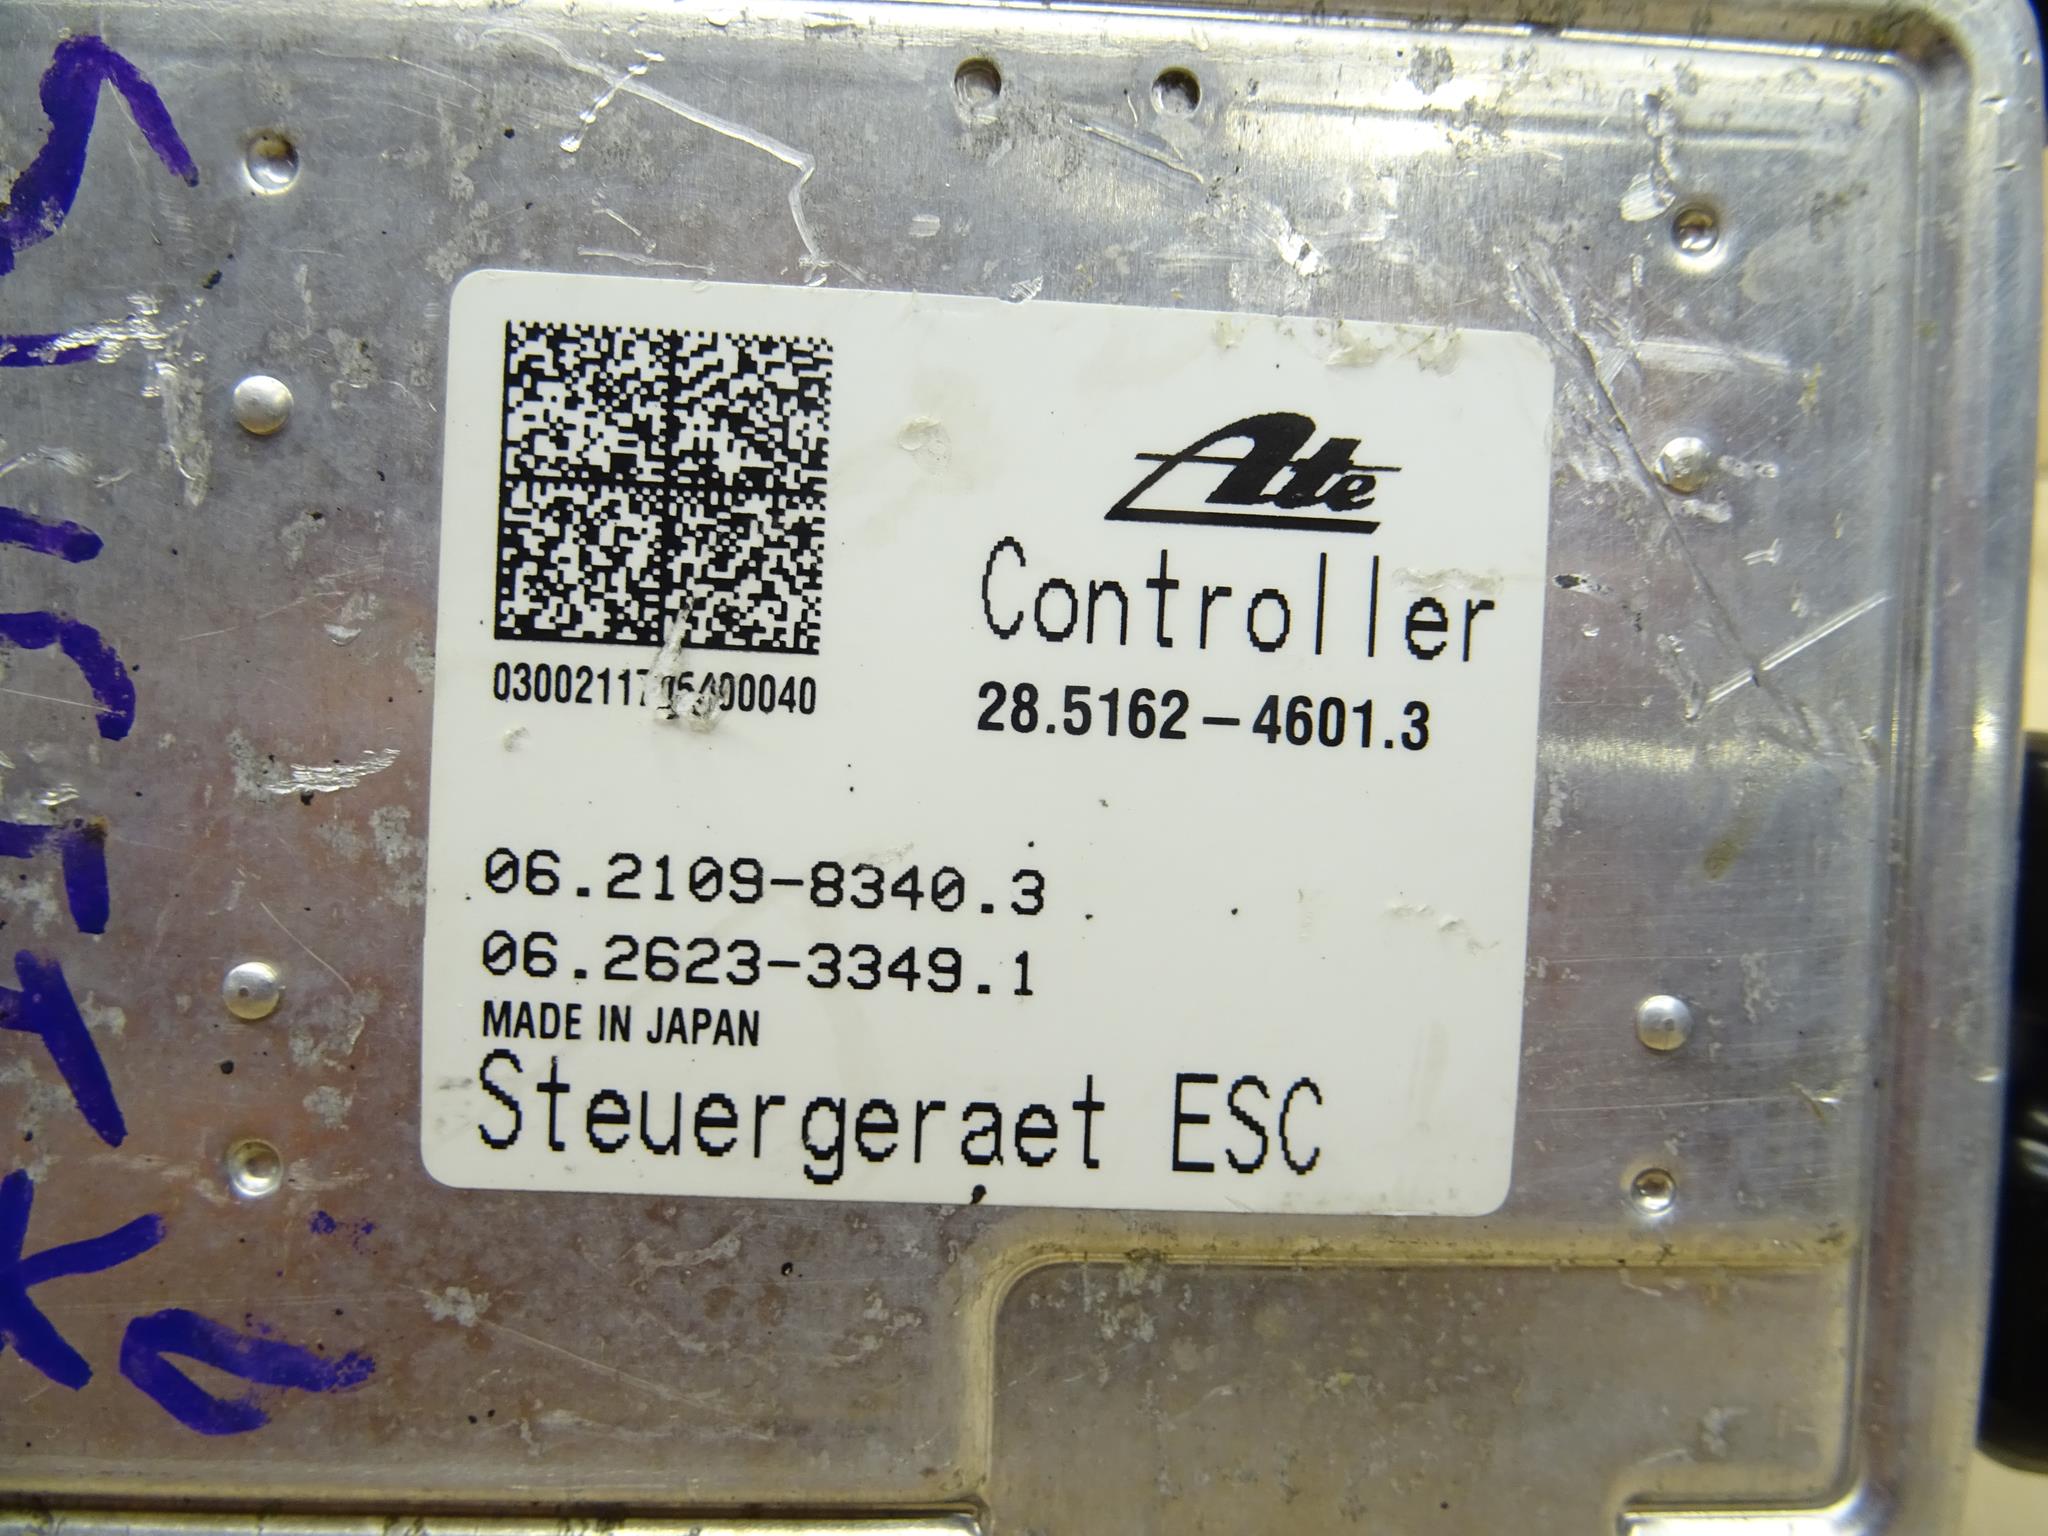 Ate
Controller
28.5162-4601.3
06.2109-8340.3
06.2623-3349.1
MADE IN JAPAN
Steuergeraet ESC